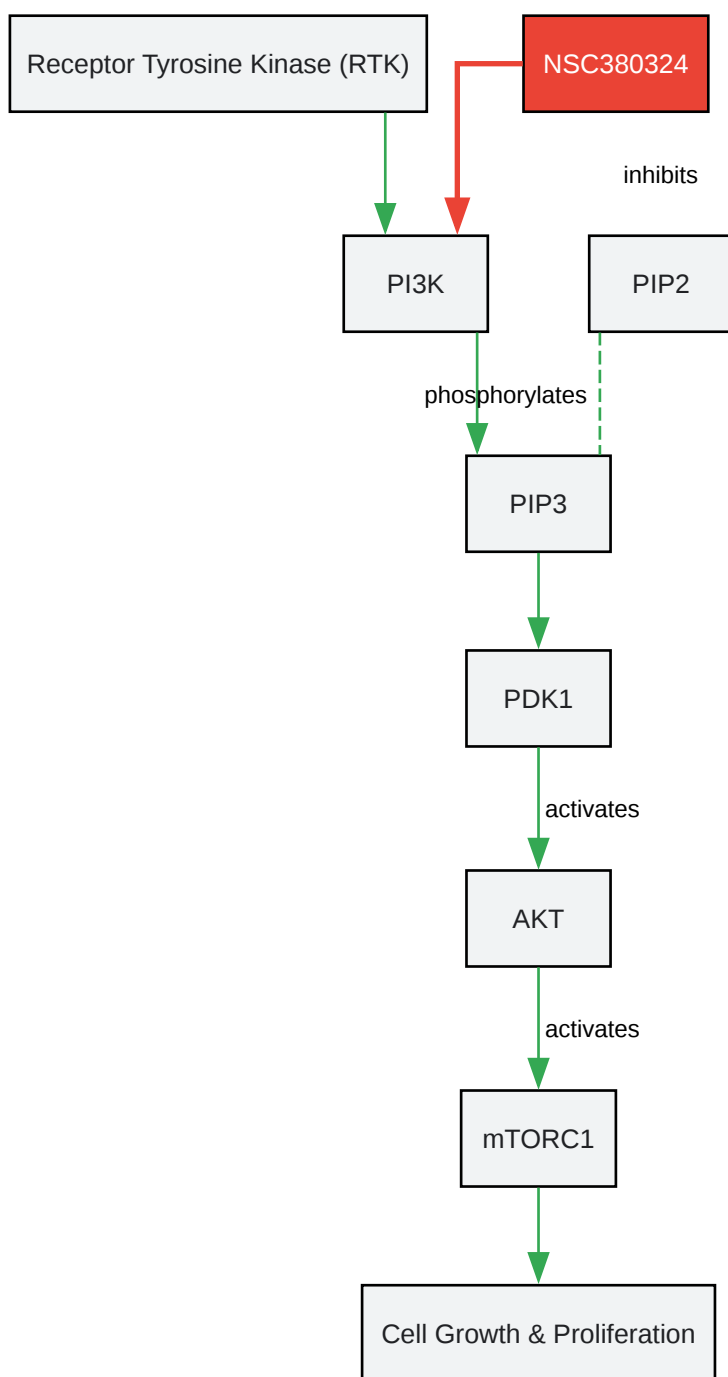 Receptor Tyrosine Kinase (RTK)
NSC380324
inhibits
PI3K
PIP2
phosphorylates
PIP3
PDK1
activates
AKT
activates
mTORC1
Cell Growth & Proliferation